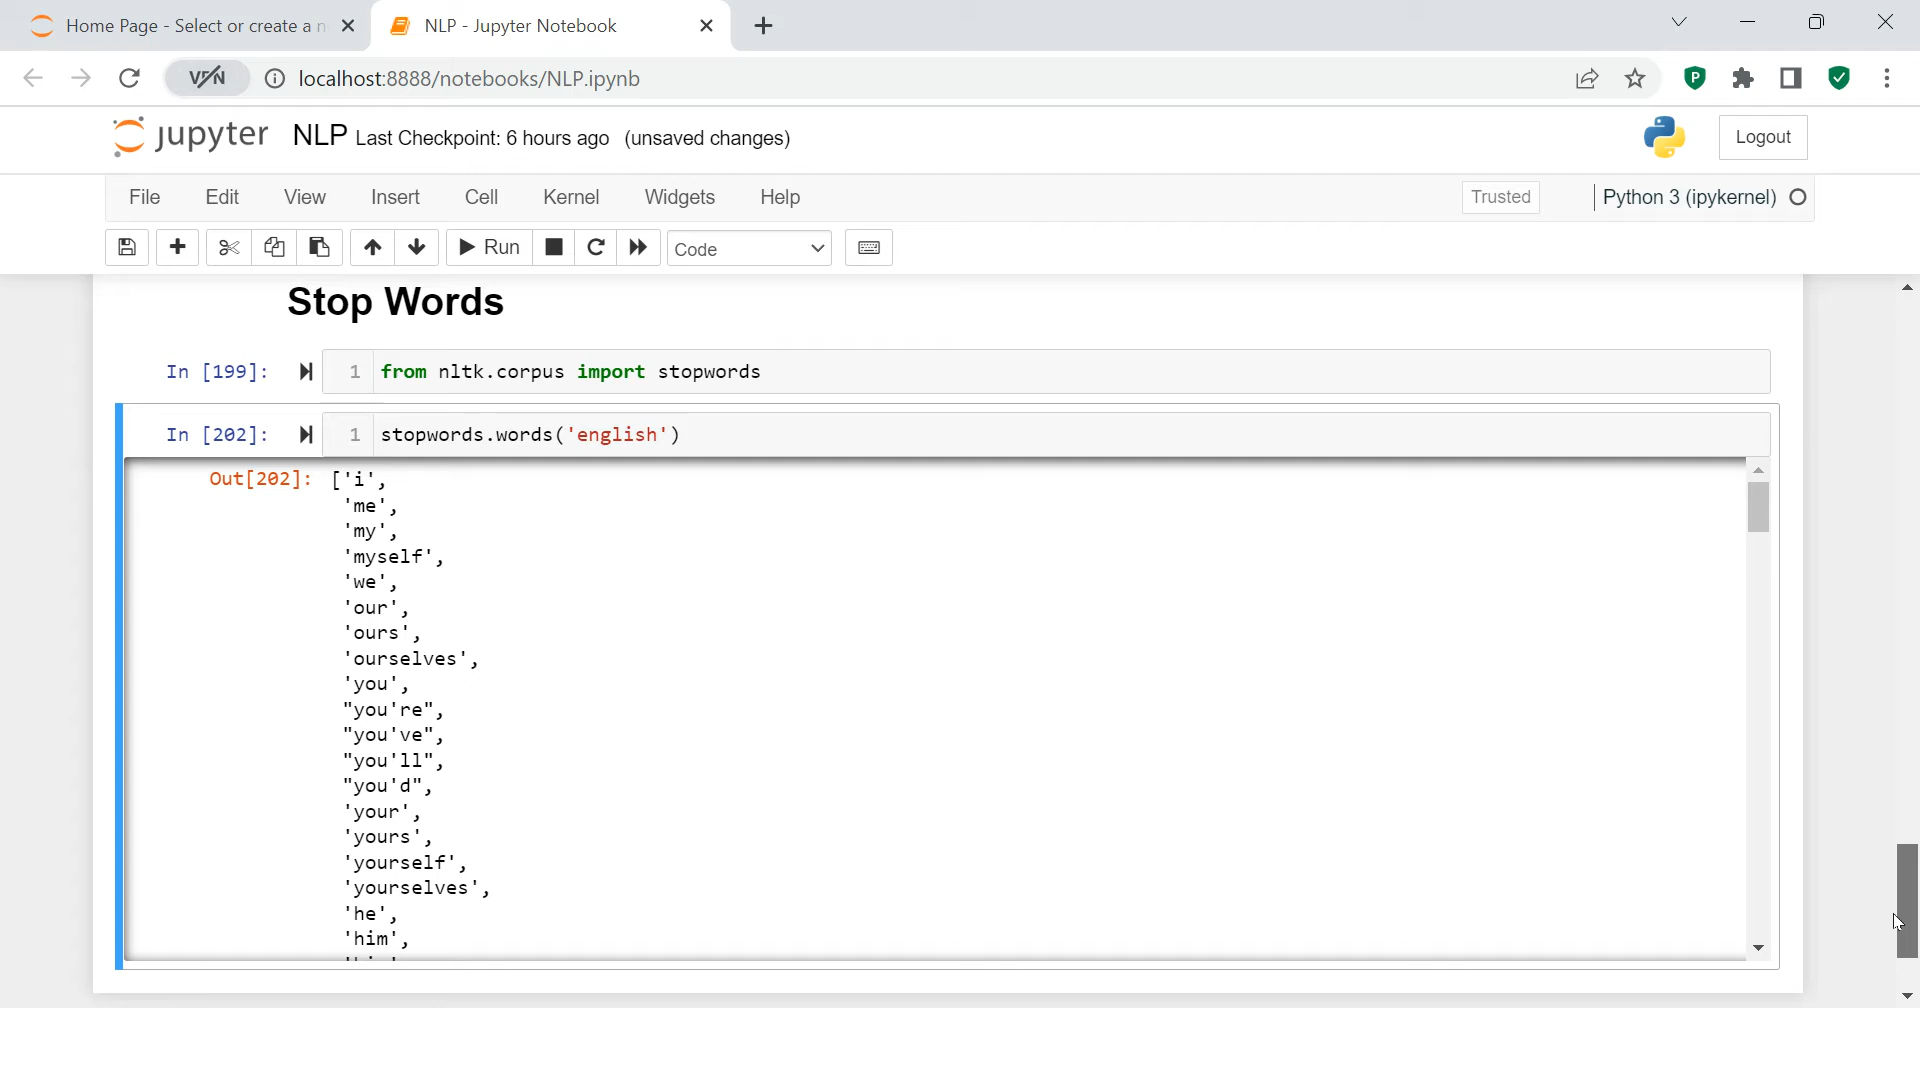 Home Page - Select or create a n
NLP - Jupyter Notebook
VPN
localhost:8888/notebooks/NLP.ipynb
jupyter NLP Last Checkpoint: 6 hours ago (unsaved changes)
Logout
File Edit View Insert Cell Kernel Widgets Help
Trusted
Python 3 (ipykernel)
Run
Code
Stop Words
In [199]: 1 from nltk.corpus import stopwords
In [202]: 1 stopwords.words('english')
Out[202]: ['i',
'me',
'my',
'myself',
'we',
'our',
'ours',
'ourselves',
'you',
"you're",
"you've",
"you'll",
"you'd",
'your',
'yours',
'yourself',
'yourselves',
'he',
'him',